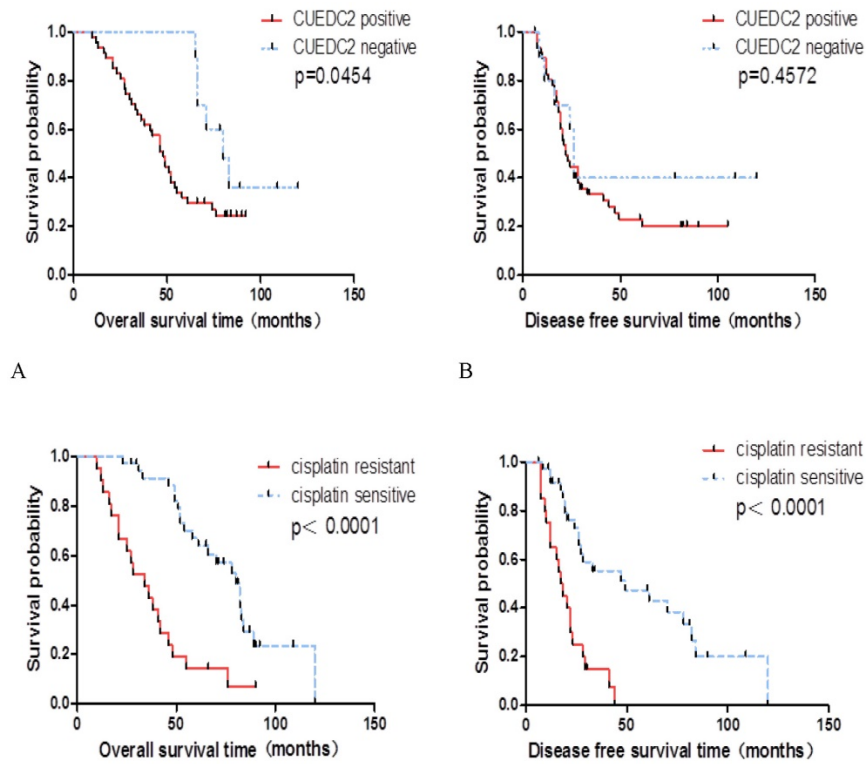 CUEDC2 positive
CUEDC2 negative
p=0.0454
Survival probability
1.0
0.8
0.6
0.4
0.2
0.0
0
50
100
150
Overall survival time (months)
CUEDC2 positive
CUEDC2 negative
p=0.4572
Survival probability
1.0
0.8
0.6
0.4
0.2
0.0
0
50
100
150
Disease free survival time (months)
A
B
cisplatin resistant
cisplatin sensitive
p< 0.0001
Survival probability
1.0
0.8
0.6
0.4
0.2
0.0
0
50
100
150
Overall survival time (months)
cisplatin resistant
cisplatin sensitive
p< 0.0001
Survival probability
1.0
0.8
0.6
0.4
0.2
0.0
0
50
100
150
Disease free survival time (months)